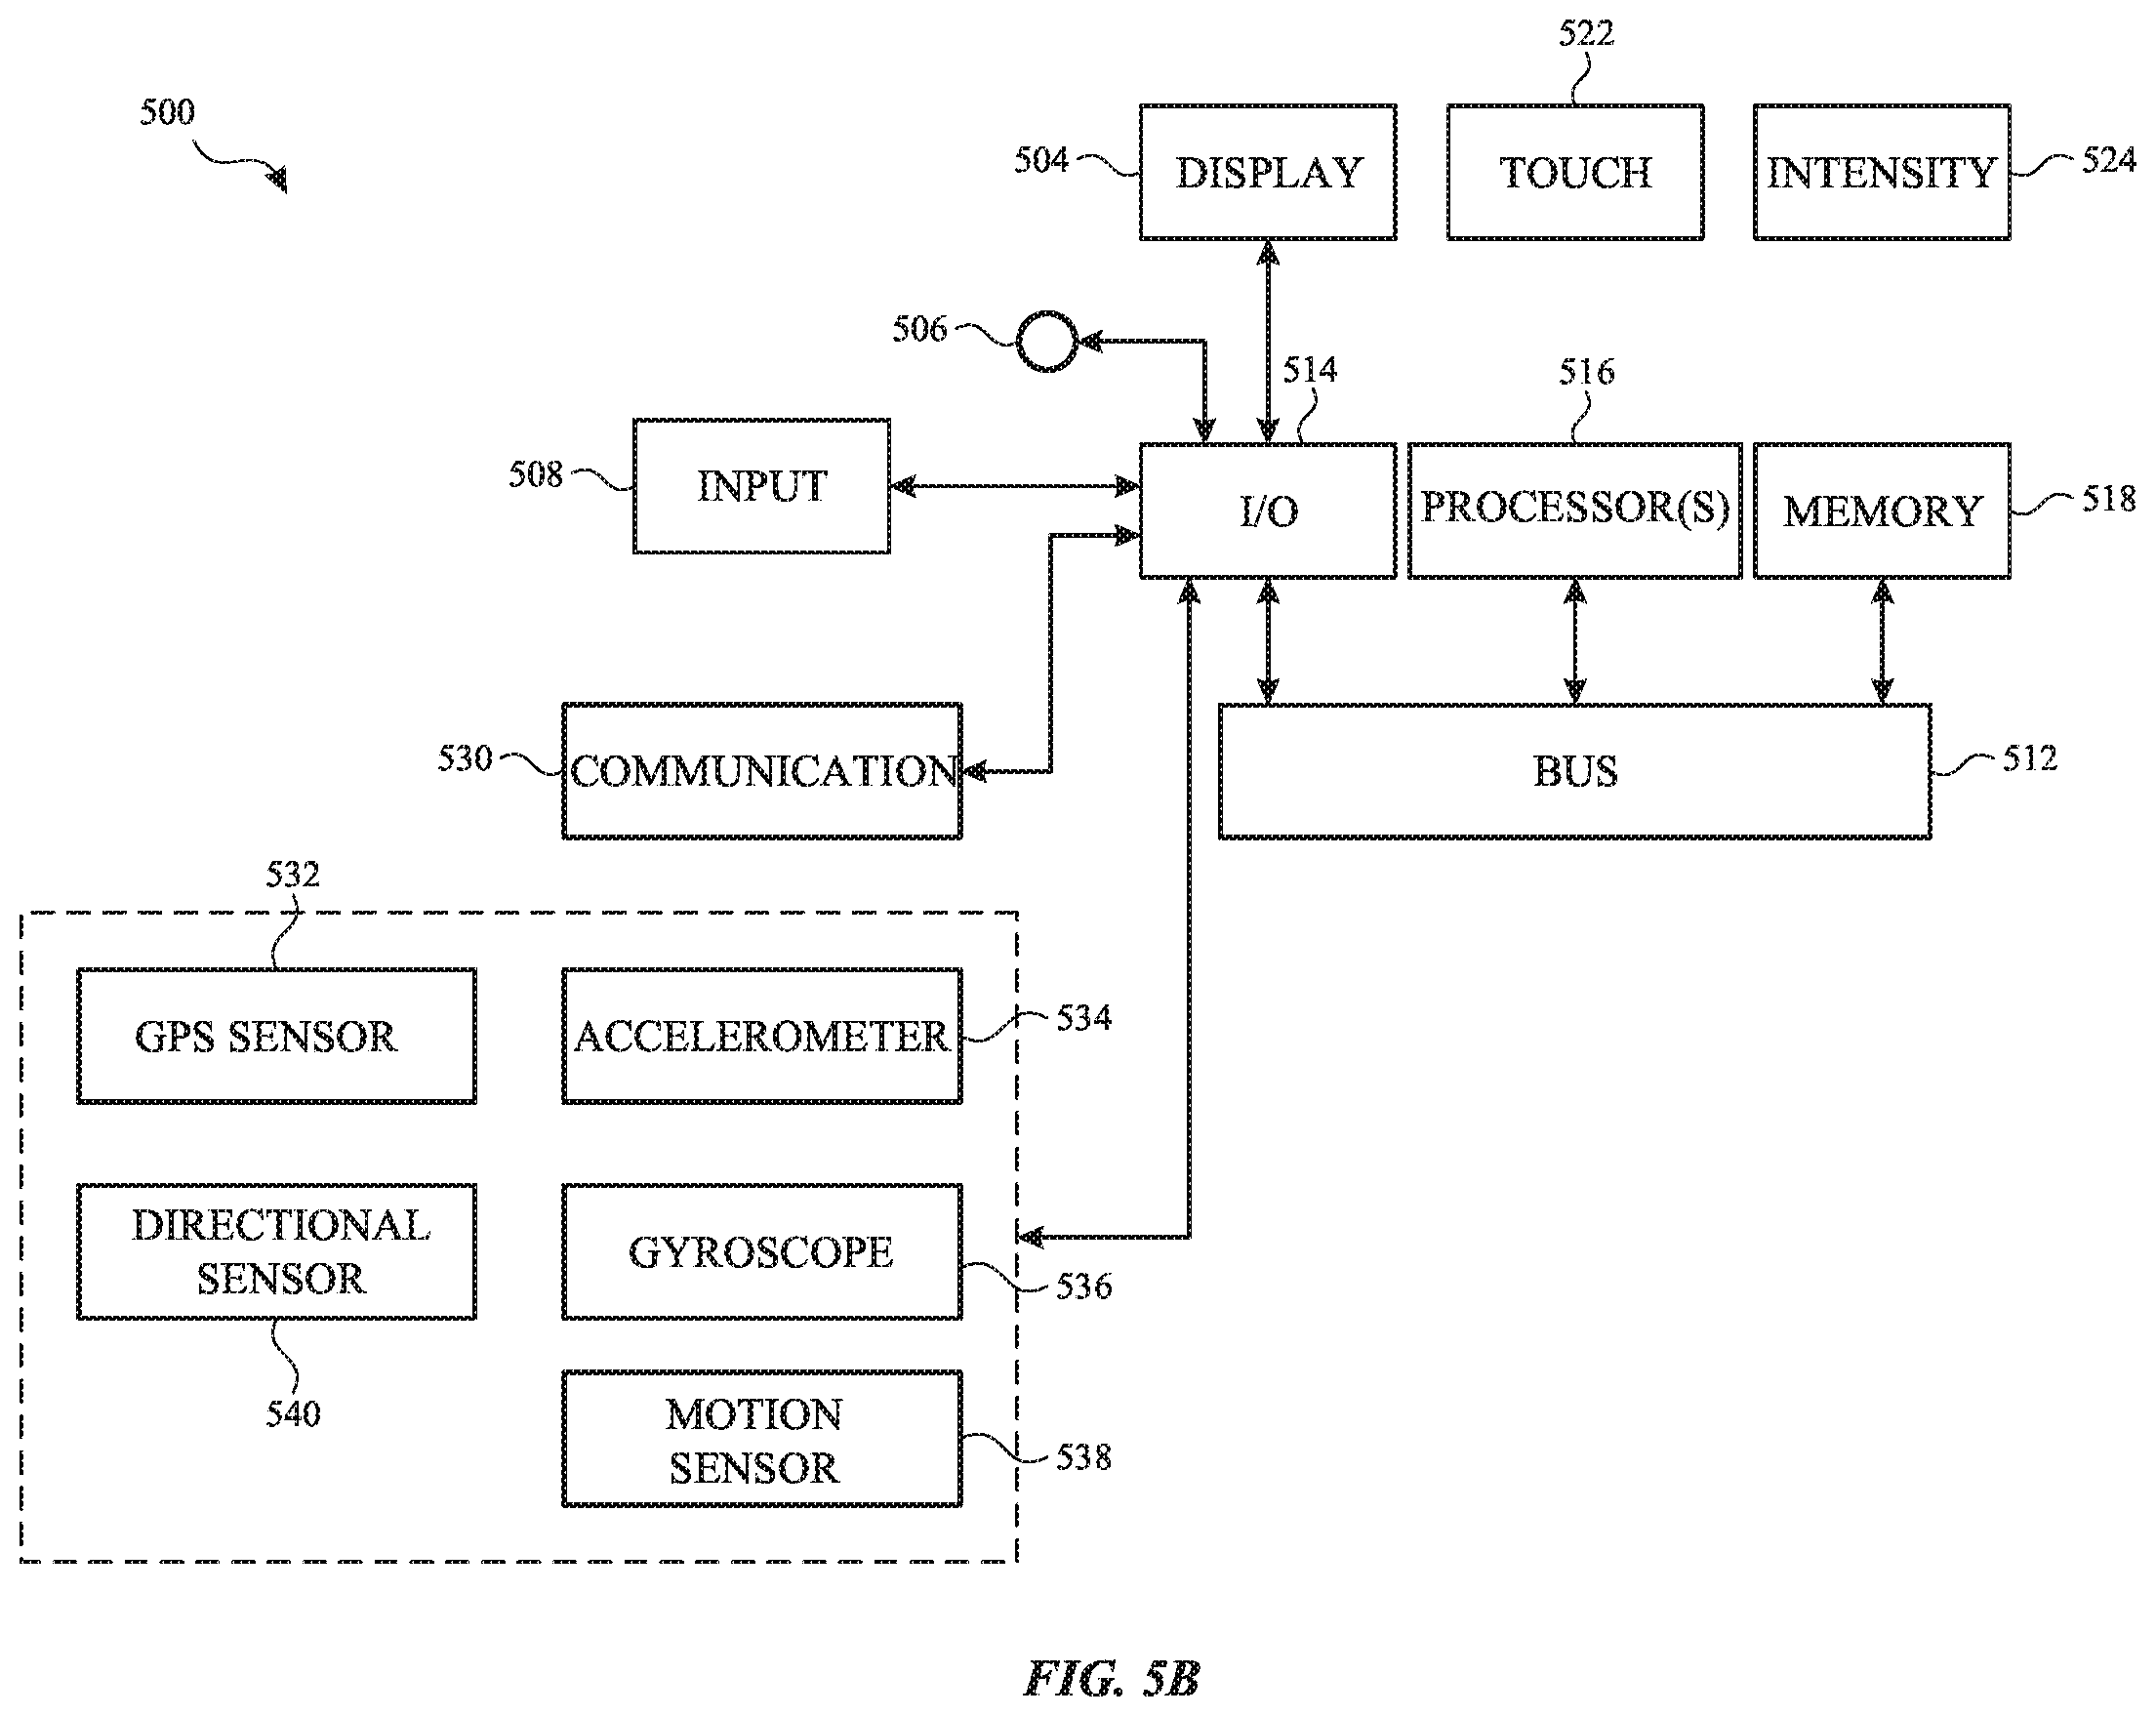 522
500
504
DISPLAY
TOUCH
INTENSITY
524
506
514
516
508
INPUT
I/O
PROCESSOR(S)
MEMORY
518
530
COMMUNICATION
BUS
512
532
GPS SENSOR
ACCELEROMETER
534
DIRECTIONAL
SENSOR
GYROSCOPE
536
540
MOTION
SENSOR
538
FIG. 5B